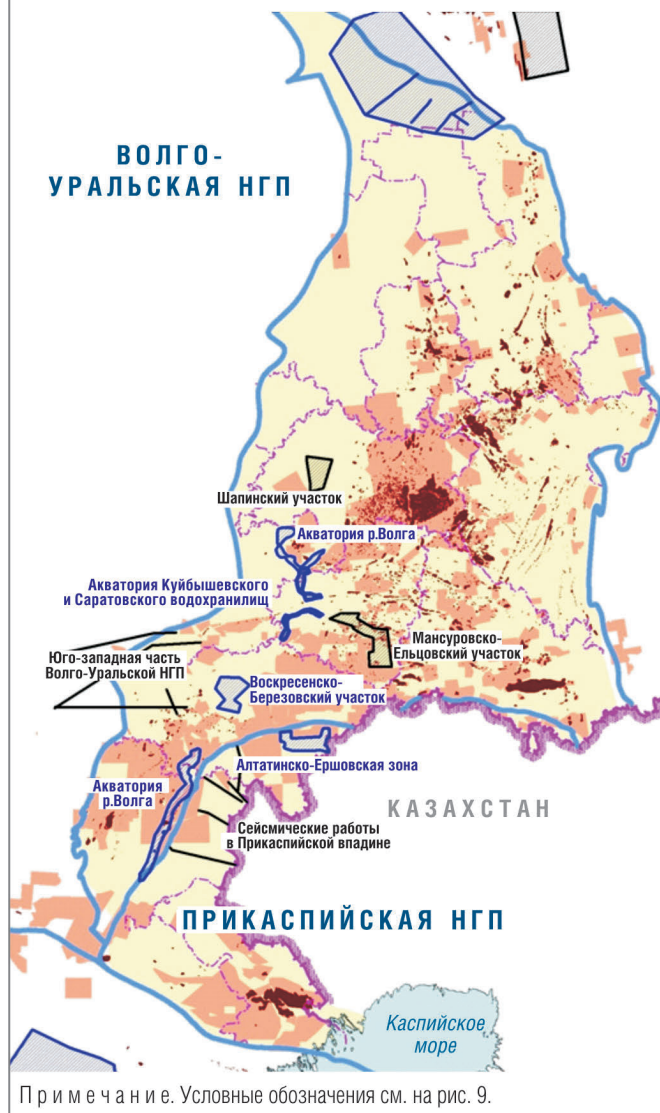 ВОЛГО-
УРАЛЬСКАЯ НГП
Шапинский участок
Акватория р.Волга
Акватория Куйбышевского
и Саратовского водохранилищ
Мансуровско-
Ельцовский участок
Юго-западная часть
Волго-Уральской НГП
Воскресенско-
Березовский участок
Алтатинско-Ершовская зона
Акватория
р.Волга
КАЗАХСТАН
Сейсмические работы
в Прикаспийской впадине
ПРИКАСПИЙСКАЯ НГП
Каспийское
море
Примечание. Условные обозначения см. на рис. 9.